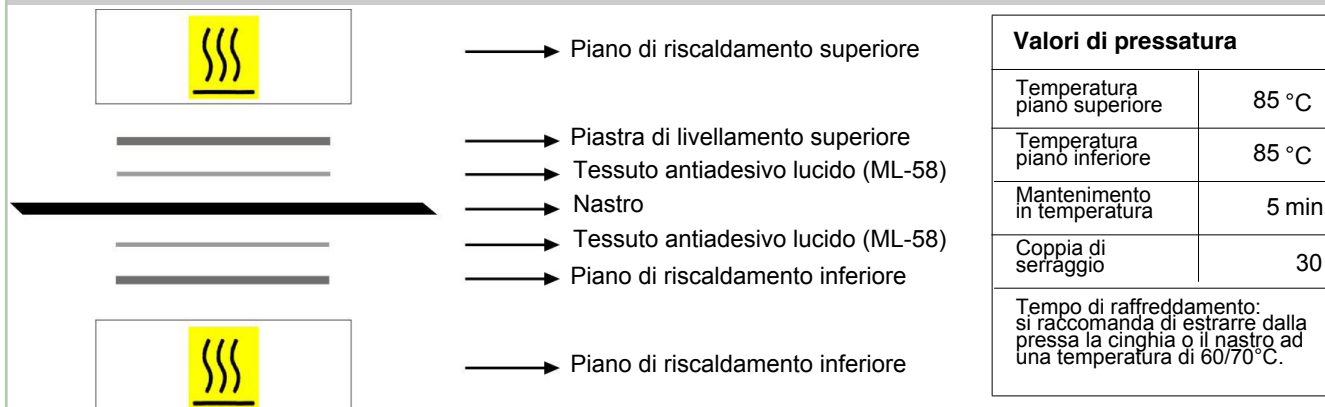 Piano di riscaldamento superiore
Piastra di livellamento superiore
Tessuto antiadesivo lucido (ML-58)
Nastro
Tessuto antiadesivo lucido (ML-58)
Piano di riscaldamento inferiore
Piano di riscaldamento inferiore
Valori di pressatura
Temperatura
piano superiore
85 °C
Temperatura
piano inferiore
85 °C
Mantenimento
in temperatura
5 min
Coppia di
serraggio
30
Tempo di raffreddamento:
si raccomanda di estrarre dalla
pressa la cinghia o il nastro ad
una temperatura di 60/70°C.